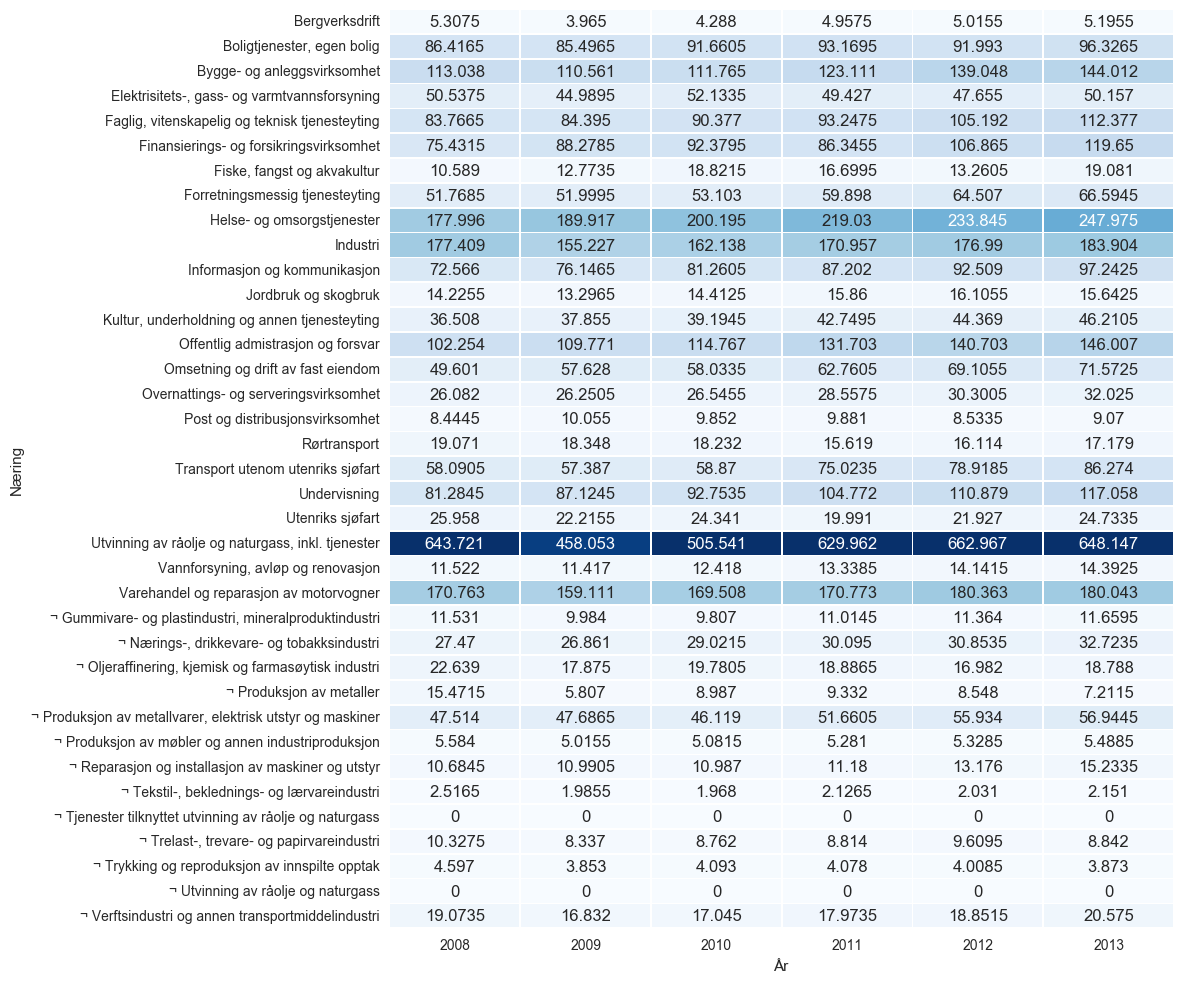 Bergverksdrift 5.3075 3.965 4.288 4.9575 5.0155 5.1955
Boligtjenester, egen bolig 86.4165 85.4965 91.6605 93.1695 91.993 96.3265
Bygge- og anleggsvirksomhet 113.038 110.561 111.765 123.111 139.048 144.012
Elektrisitets-, gass- og varmtvannsforsyning 50.5375 44.9895 52.1335 49.427 47.655 50.157
Faglig, vitenskapelig og teknisk tjenesteyting 83.7665 84.395 90.377 93.2475 105.192 112.377
Finansierings- og forsikringsvirksomhet 75.4315 88.2785 92.3795 86.3455 106.865 119.65
Fiske, fangst og akvakultur 10.589 12.7735 18.8215 16.6995 13.2605 19.081
Forretningsmessig tjenesteyting 51.7685 51.9995 53.103 59.898 64.507 66.5945
Helse- og omsorgstjenester 177.996 189.917 200.195 219.03 233.845 247.975
Industri 177.409 155.227 162.138 170.957 176.99 183.904
Informasjon og kommunikasjon 72.566 76.1465 81.2605 87.202 92.509 97.2425
Jordbruk og skogbruk 14.2255 13.2965 14.4125 15.86 16.1055 15.6425
Kultur, underholdning og annen tjenesteyting 36.508 37.855 39.1945 42.7495 44.369 46.2105
Offentlig admistrasjon og forsvar 102.254 109.771 114.767 131.703 140.703 146.007
Omsetning og drift av fast eiendom 49.601 57.628 58.0335 62.7605 69.1055 71.5725
Overnattings- og serveringsvirksomhet 26.082 26.2505 26.5455 28.5575 30.3005 32.025
Post og distribusjonsvirksomhet 8.4445 10.055 9.852 9.881 8.5335 9.07
Rørtransport 19.071 18.348 18.232 15.619 16.114 17.179
Transport utenom utenriks sjøfart 58.0905 57.387 58.87 75.0235 78.9185 86.274
Undervisning 81.2845 87.1245 92.7535 104.772 110.879 117.058
Utenriks sjøfart 25.958 22.2155 24.341 19.991 21.927 24.7335
Utvinning av råolje og naturgass, inkl. tjenester 643.721 458.053 505.541 629.962 662.967 648.147
Vannforsyning, avløp og renovasjon 11.522 11.417 12.418 13.3385 14.1415 14.3925
Varehandel og reparasjon av motorvogner 170.763 159.111 169.508 170.773 180.363 180.043
¬ Gummivare- og plastindustri, mineralproduktindustri 11.531 9.984 9.807 11.0145 11.364 11.6595
¬ Nærings-, drikkevare- og tobakksindustri 27.47 26.861 29.0215 30.095 30.8535 32.7235
¬ Oljeraffinering, kjemisk og farmasøytisk industri 22.639 17.875 19.7805 18.8865 16.982 18.788
¬ Produksjon av metaller 15.4715 5.807 8.987 9.332 8.548 7.2115
¬ Produksjon av metallvarer, elektrisk utstyr og maskiner 47.514 47.6865 46.119 51.6605 55.934 56.9445
¬ Produksjon av møbler og annen industriproduksjon 5.584 5.0155 5.0815 5.281 5.3285 5.4885
¬ Reparasjon og installasjon av maskiner og utstyr 10.6845 10.9905 10.987 11.18 13.176 15.2335
¬ Tekstil-, beklednings- og lærvareindustri 2.5165 1.9855 1.968 2.1265 2.031 2.151
¬ Tjenester tilknyttet utvinning av råolje og naturgass 0 0 0 0 0 0
¬ Trelast-, trevare- og papirvareindustri 10.3275 8.337 8.762 8.814 9.6095 8.842
¬ Trykking og reproduksjon av innspilte opptak 4.597 3.853 4.093 4.078 4.0085 3.873
¬ Utvinning av råolje og naturgass 0 0 0 0 0 0
¬ Verftsindustri og annen transportmiddelindustri 19.0735 16.832 17.045 17.9735 18.8515 20.575
2008 2009 2010 2011 2012 2013
År
Næring